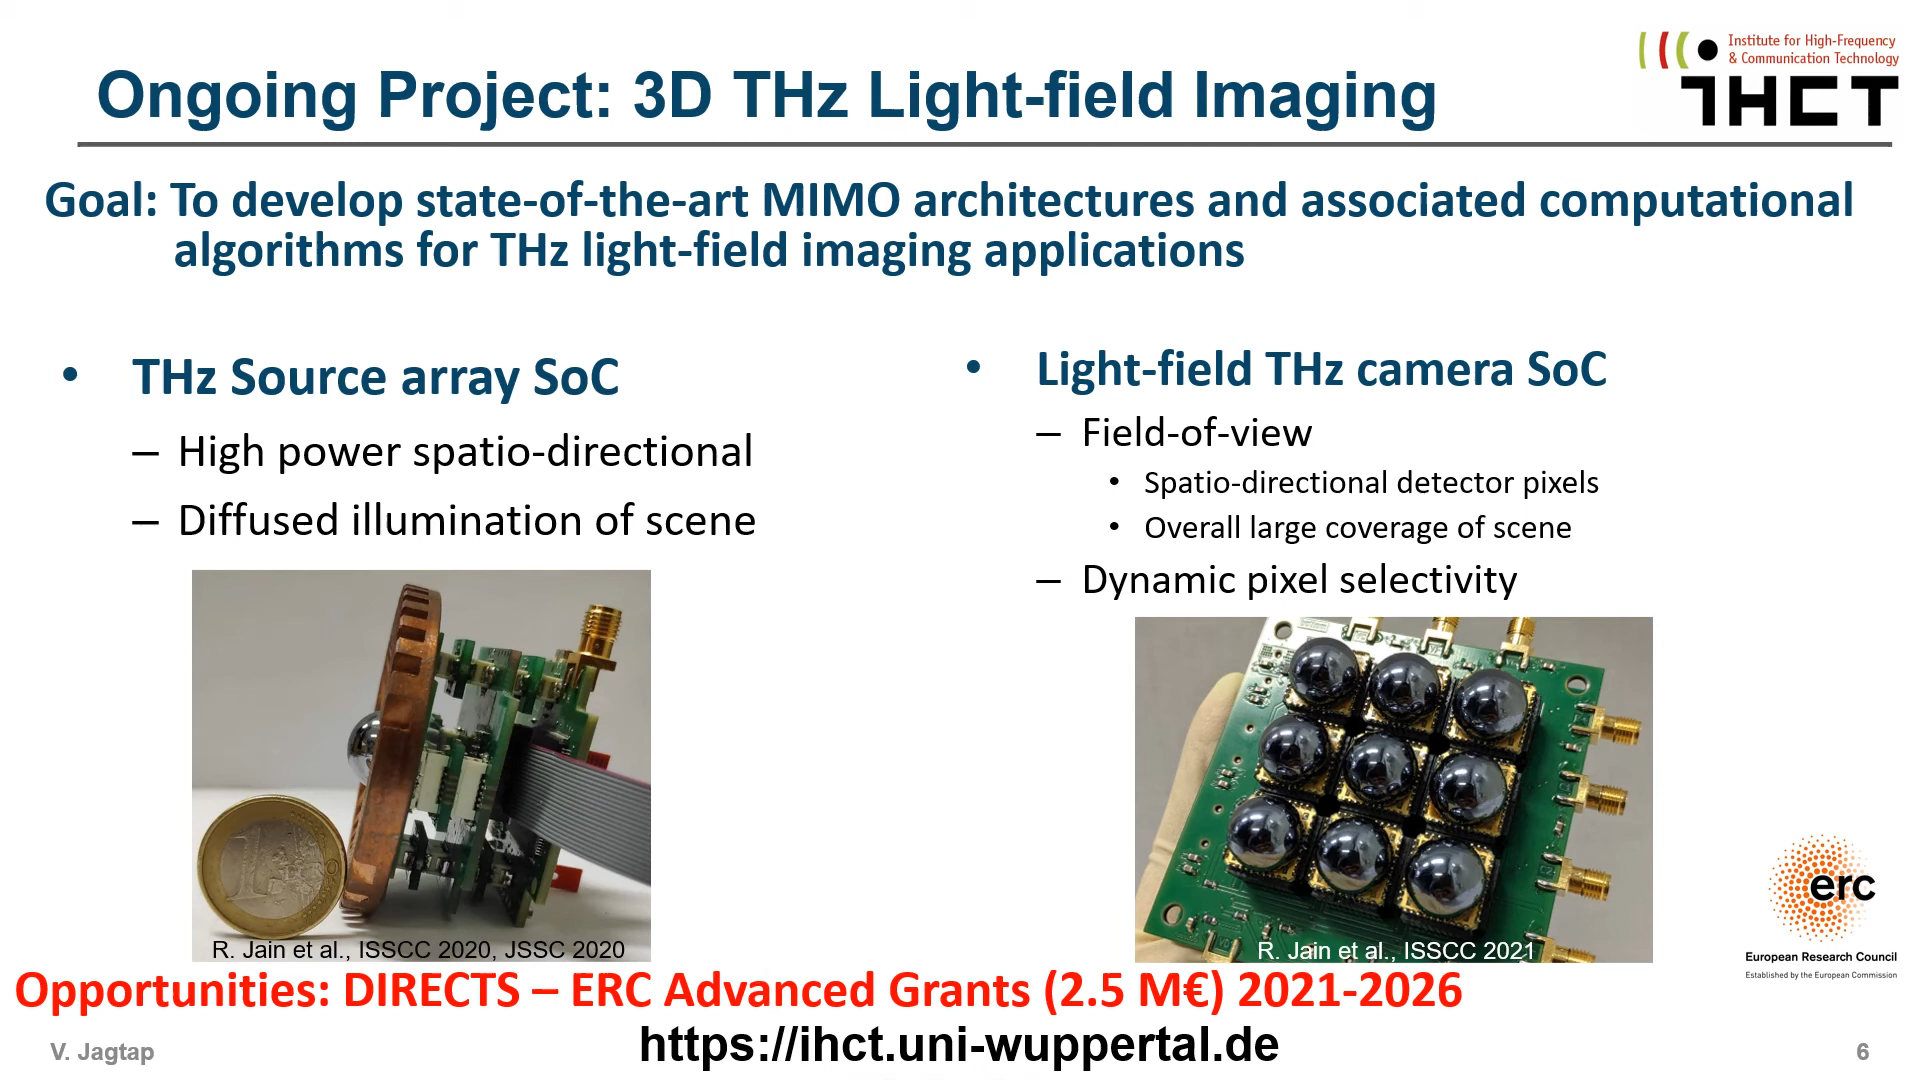 Institute for High-Frequency
& Communication Technology
IHCT
Ongoing Project: 3D THz Light-field Imaging
Goal: To develop state-of-the-art MIMO architectures and associated computational
algorithms for THz light-field imaging applications
• THz Source array SoC
– High power spatio-directional
– Diffused illumination of scene
R. Jain et al., ISSCC 2020, JSSC 2020
• Light-field THz camera SoC
– Field-of-view
• Spatio-directional detector pixels
• Overall large coverage of scene
– Dynamic pixel selectivity
R. Jain et al., ISSCC 2021
erc
European Research Council
Established by the European Commission
Opportunities: DIRECTS – ERC Advanced Grants (2.5 M€) 2021-2026
https://ihct.uni-wuppertal.de
V. Jagtap
6